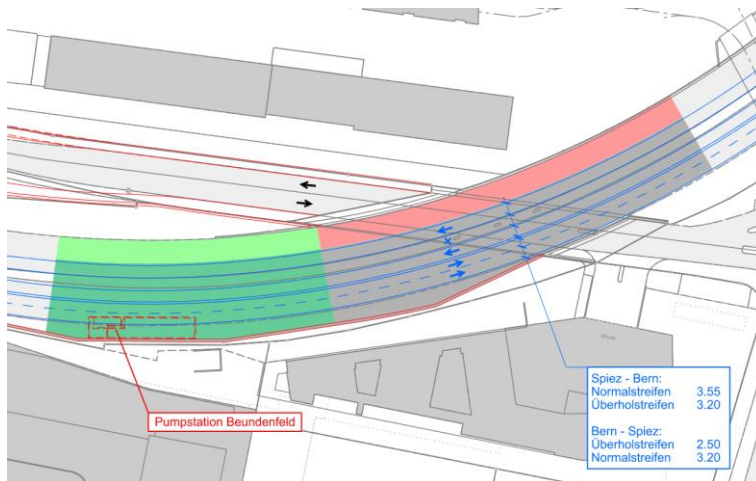 Pumpstation Beundenfeld
Spiez - Bern:
Normalstreifen 3.55
Überholstreifen 3.20
Bern - Spiez:
Überholstreifen 2.50
Normalstreifen 3.20